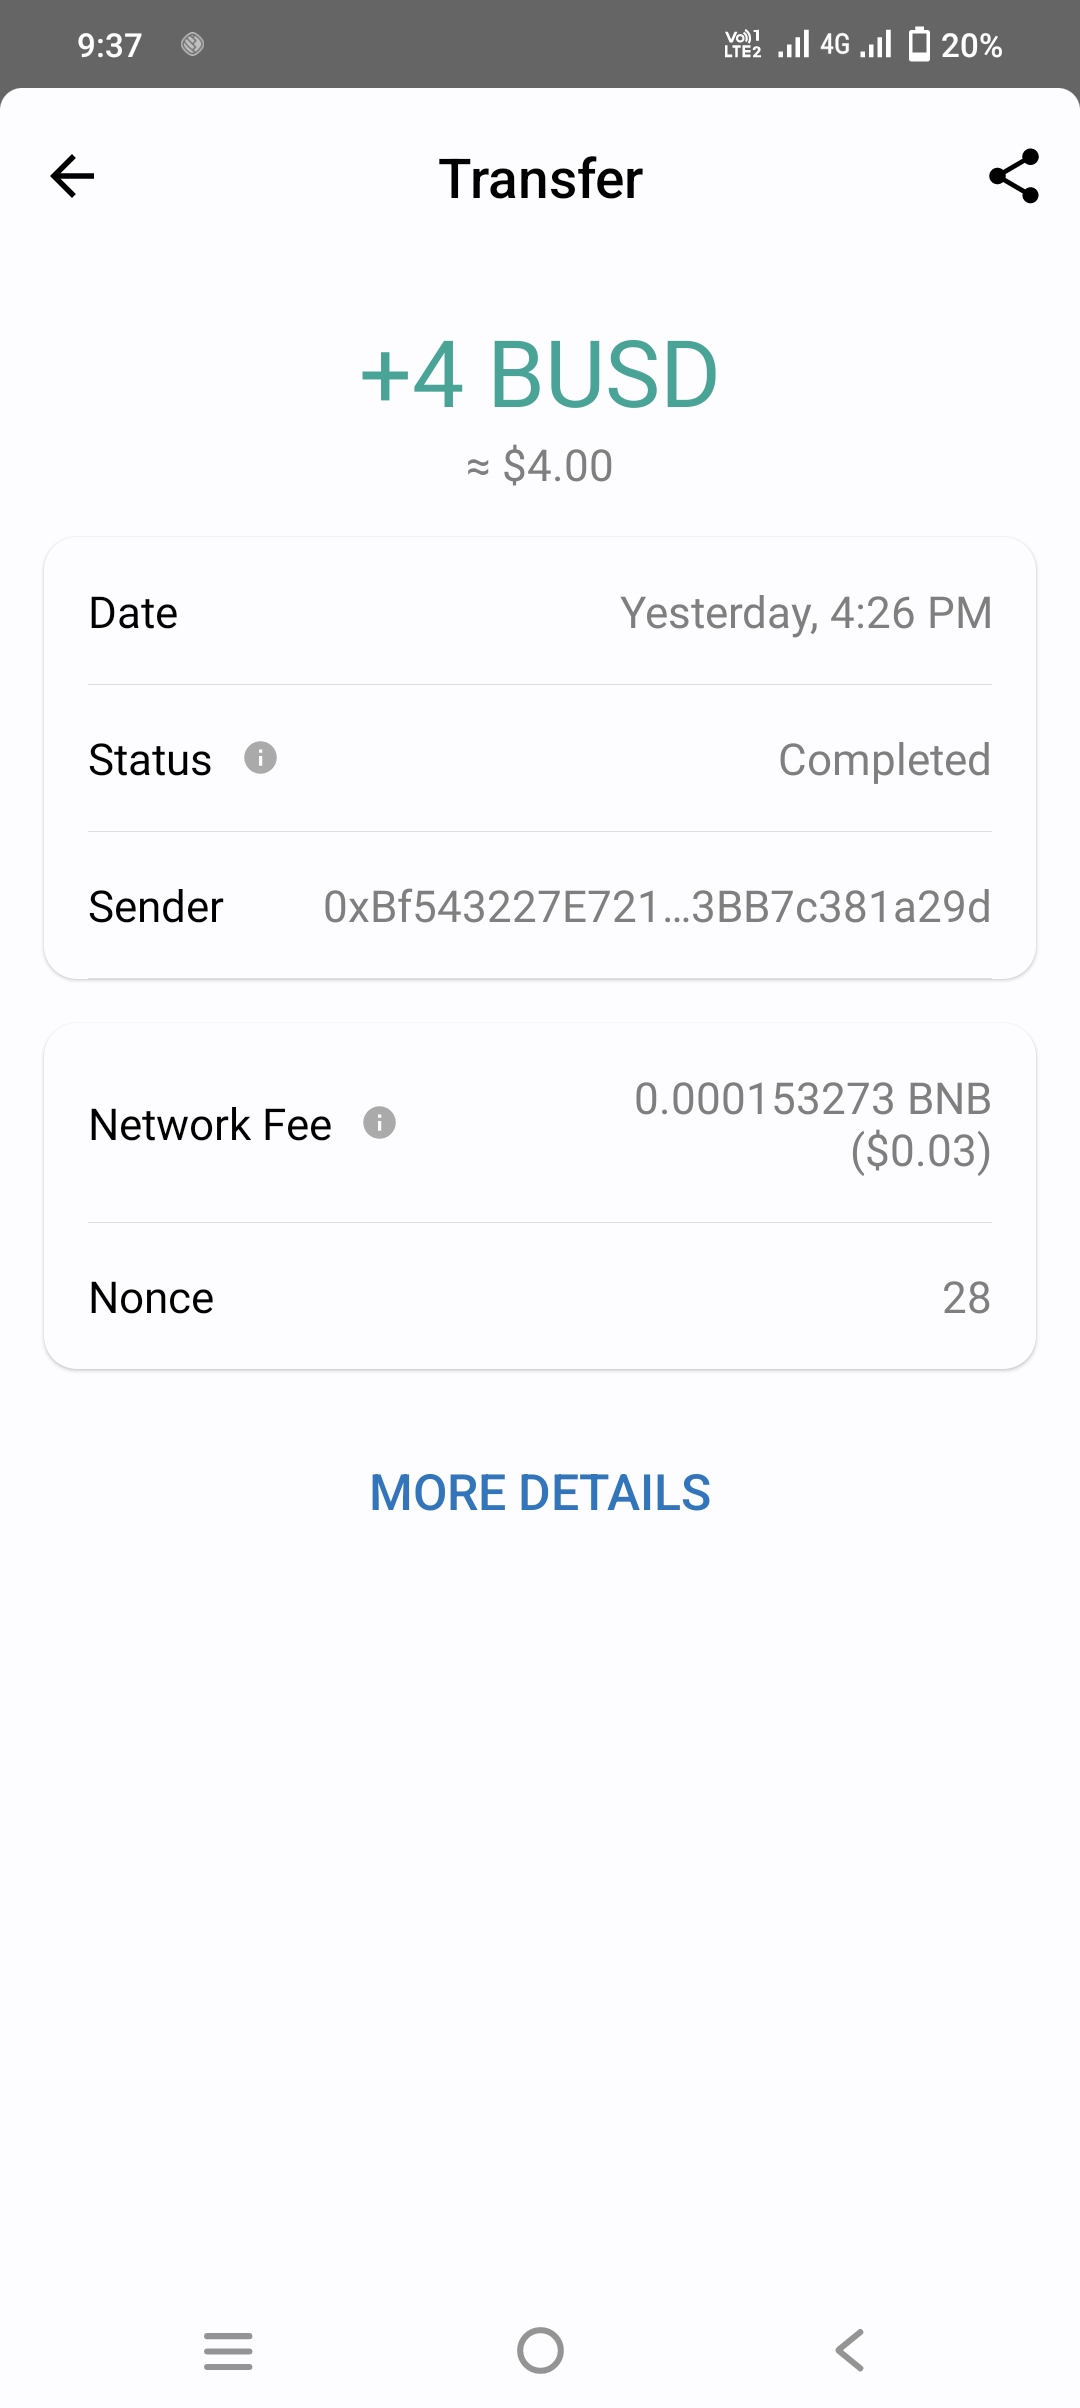 9:37 Vo))1 LTE2 4G 20%
Transfer
+4 BUSD
≈ $4.00
Date Yesterday, 4:26 PM
Status Completed
Sender 0xBf543227E721...3BB7c381a29d
Network Fee 0.000153273 BNB
($0.03)
Nonce 28
MORE DETAILS